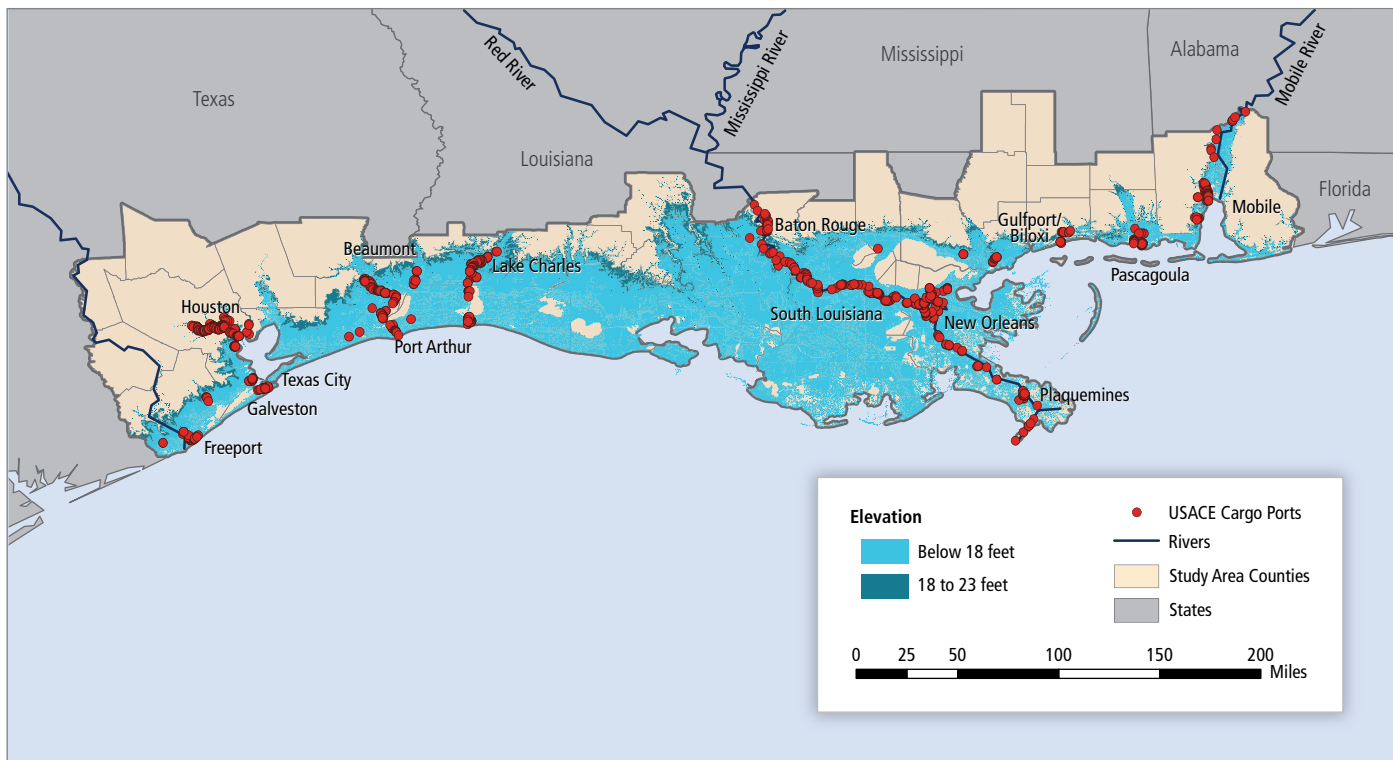 Texas
Louisiana
Mississippi
Alabama
Florida
Red River
Mississippi River
Mobile River
Houston
Beaumont
Lake Charles
Baton Rouge
Gulfport/
Biloxi
Mobile
Pascagoula
South Louisiana
New Orleans
Port Arthur
Texas City
Galveston
Freeport
Plaquemines
Elevation
Below 18 feet
18 to 23 feet
USACE Cargo Ports
Rivers
Study Area Counties
States
0 25 50 100 150 200
Miles